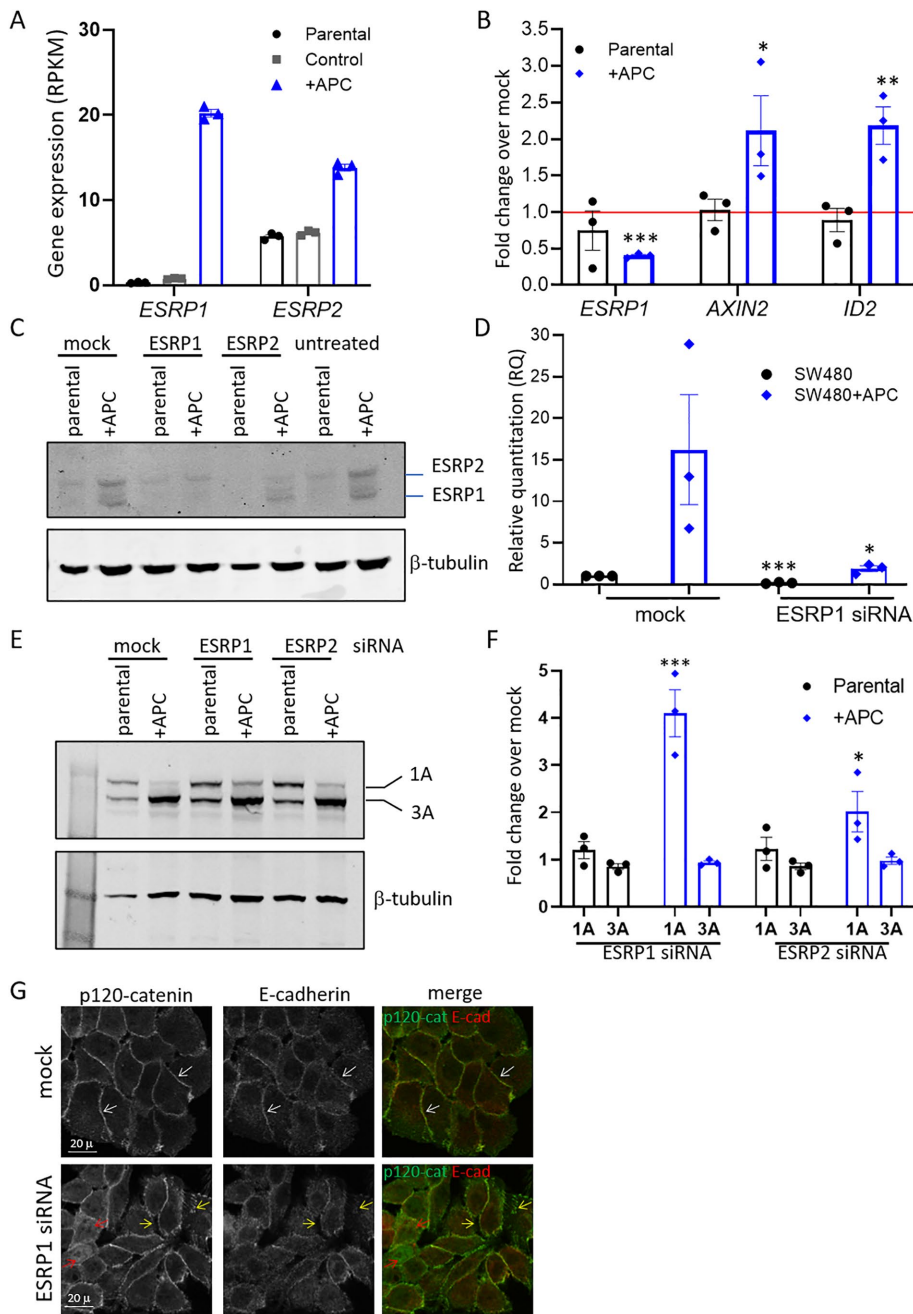 A
Gene expression (RPKM)
30
20
10
0
Parental
Control
+APC
ESRP1
ESRP2
B
Fold change over mock
4.0
3.5
3.0
2.5
2.0
1.5
1.0
0.5
0.0
Parental
+APC
*
**
***
ESRP1
AXIN2
ID2
C
mock
ESRP1
ESRP2
untreated
parental
+APC
parental
+APC
parental
+APC
parental
+APC
ESRP2
ESRP1
β-tubulin
D
Relative quantitation (RQ)
30
25
20
15
10
5
0
SW480
SW480+APC
***
*
mock
ESRP1 siRNA
E
mock
ESRP1
ESRP2
siRNA
parental
+APC
parental
+APC
parental
+APC
1A
3A
β-tubulin
F
Fold change over mock
5
4
2
1
0
Parental
+APC
***
*
1A 3A 1A 3A 1A 3A 1A 3A
ESRP1 siRNA
ESRP2 siRNA
G
p120-catenin
E-cadherin
merge
mock
20 μ
p120-cat E-cad
ESRP1 siRNA
20 μ
p120-cat E-cad